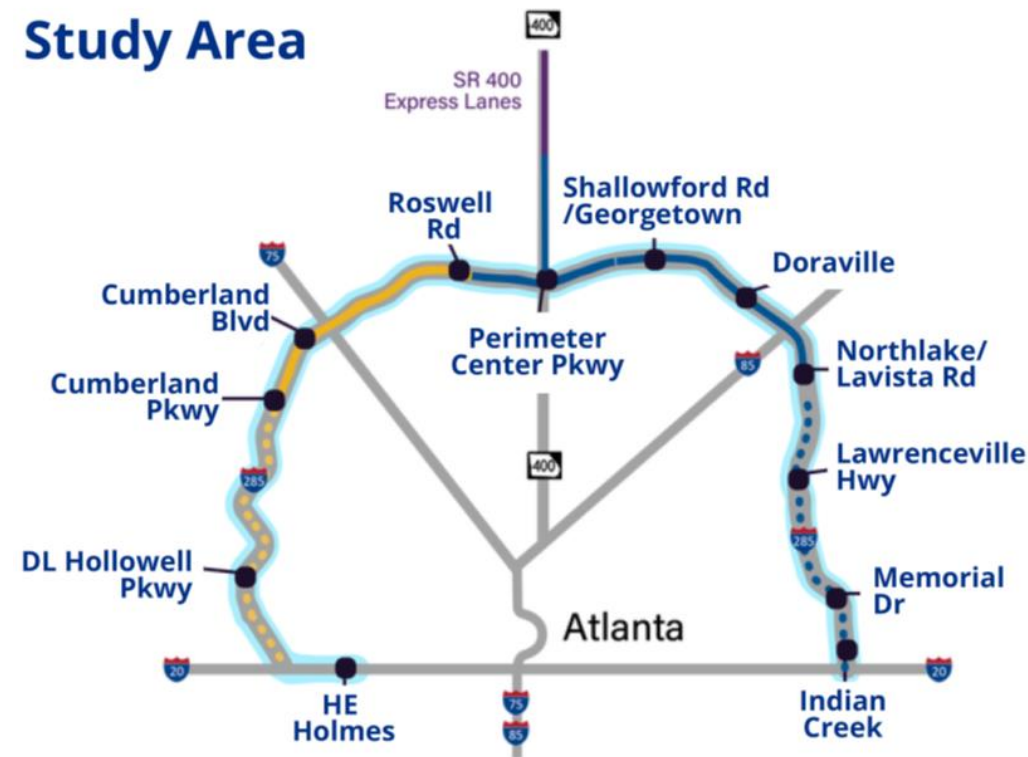 Study Area
400
SR 400
Express Lanes
Shallowford Rd
/Georgetown
Roswell
Rd
75
Doraville
Cumberland
Blvd
Perimeter
Center Pkwy
Northlake/
Lavista Rd
85
Cumberland
Pkwy
400
Lawrenceville
Hwy
285
285
DL Hollowell
Pkwy
Memorial
Dr
Atlanta
20
20
HE
Holmes
75
85
Indian
Creek